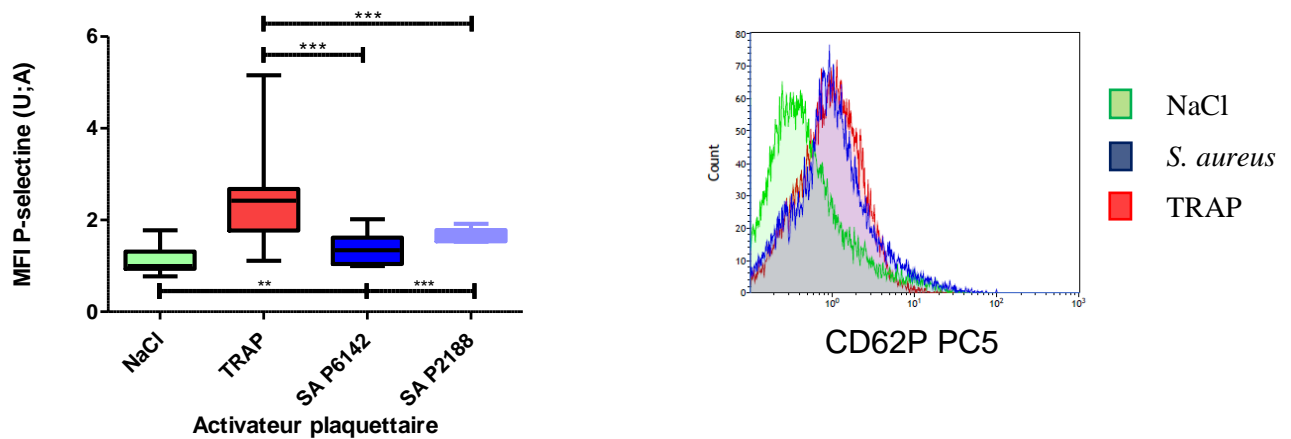 ***
***
6
4
2
0
MFI P-selectine (U;A)
**
***
NaCl
TRAP
SA P6142
SA P2188
Activateur plaquettaire
80
70
60
50
40
30
20
10
0
Count
10⁰
10¹
10²
10³
CD62P PC5
NaCl
S. aureus
TRAP